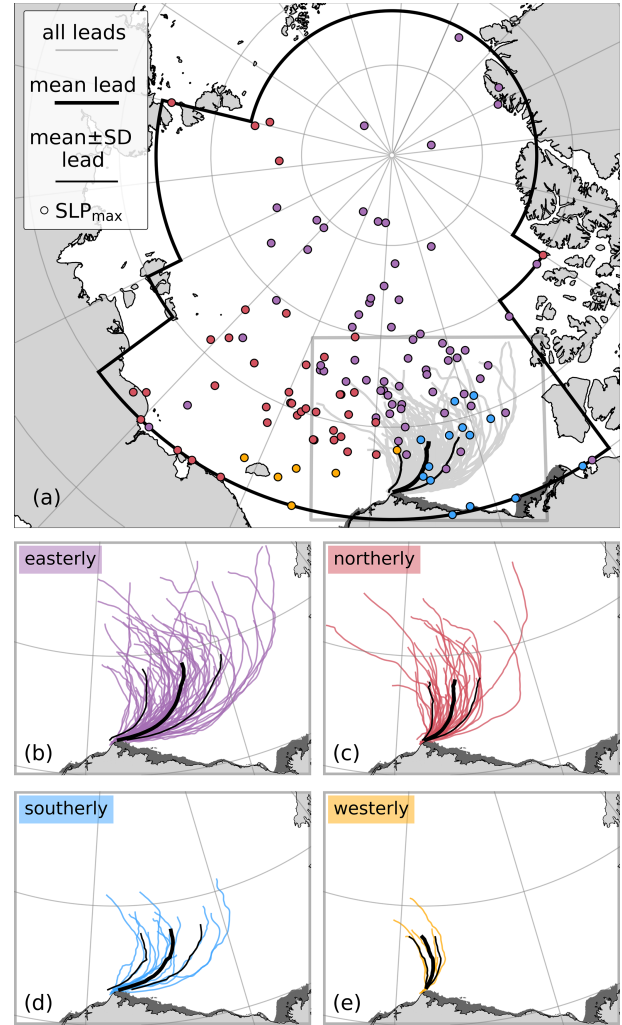 all leads
mean lead
mean±SD
lead
SLPmax
(a)
easterly
(b)
northerly
(c)
southerly
(d)
westerly
(e)